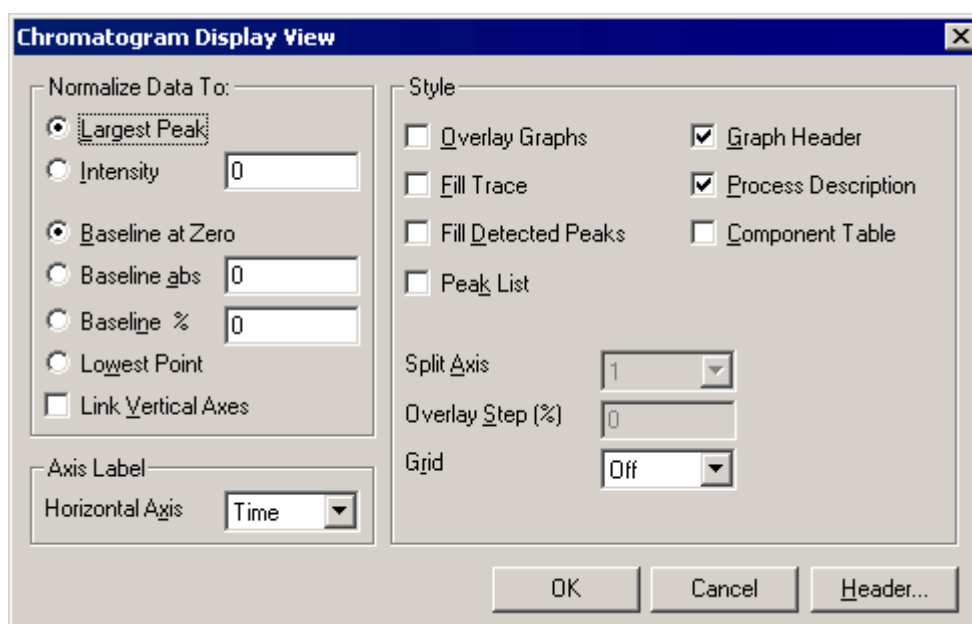 Chromatogram Display View
Normalize Data To:
Largest Peak
Intensity 0
Baseline at Zero
Baseline abs 0
Baseline % 0
Lowest Point
Link Vertical Axes
Axis Label
Horizontal Axis Time
Style
Overlay Graphs Graph Header
Fill Trace Process Description
Fill Detected Peaks Component Table
Peak List
Split Axis 1
Overlay Step (%) 0
Grid Off
OK Cancel Header...